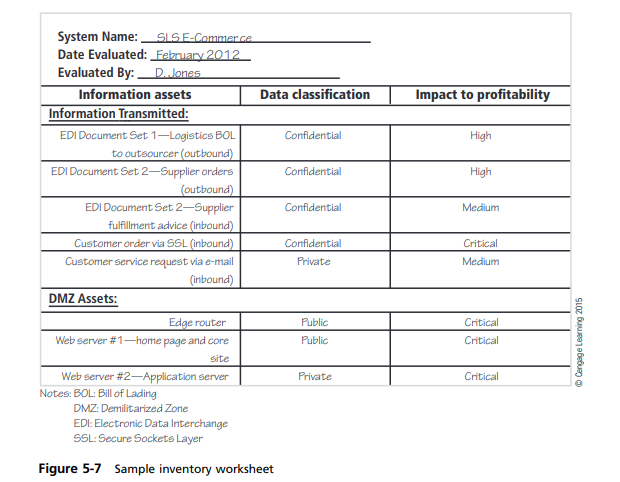 System Name: SLS E-Commerce
Date Evaluated: February 2012
Evaluated By: D. Jones
Information assets Data classification Impact to profitability
Information Transmitted:
EDI Document Set 1—Logistics BOL Confidential High
to outsourcer (outbound)
EDI Document Set 2—Supplier orders Confidential High
(outbound)
EDI Document Set 2—Supplier Confidential Medium
fulfillment advice (inbound)
Customer order via SSL (inbound) Confidential Critical
Customer service request via e-mail Private Medium
(inbound)
DMZ Assets:
Edge router Public Critical
Web server #1—home page and core Public Critical
site
Web server #2—Application server Private Critical
© Cengage Learning 2015
Notes: BOL: Bill of Lading
DMZ: Demilitarized Zone
EDI: Electronic Data Interchange
SSL: Secure Sockets Layer
Figure 5-7 Sample inventory worksheet